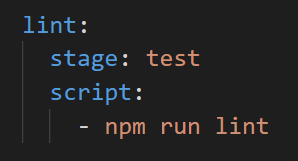 lint:
  stage: test
  script:
    - npm run lint